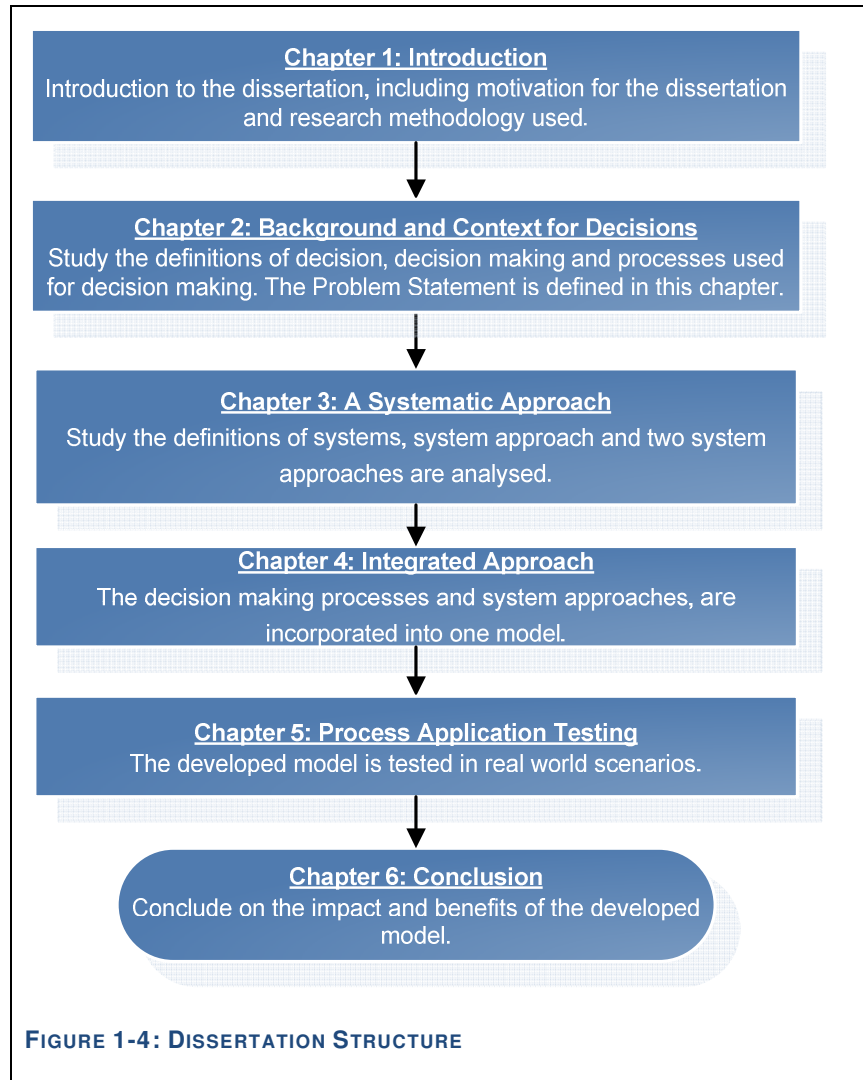 Chapter 1: Introduction
Introduction to the dissertation, including motivation for the dissertation
and research methodology used.
Chapter 2: Background and Context for Decisions
Study the definitions of decision, decision making and processes used
for decision making. The Problem Statement is defined in this chapter.
Chapter 3: A Systematic Approach
Study the definitions of systems, system approach and two system
approaches are analysed.
Chapter 4: Integrated Approach
The decision making processes and system approaches, are
incorporated into one model.
Chapter 5: Process Application Testing
The developed model is tested in real world scenarios.
Chapter 6: Conclusion
Conclude on the impact and benefits of the developed
model.
FIGURE 1-4: DISSERTATION STRUCTURE